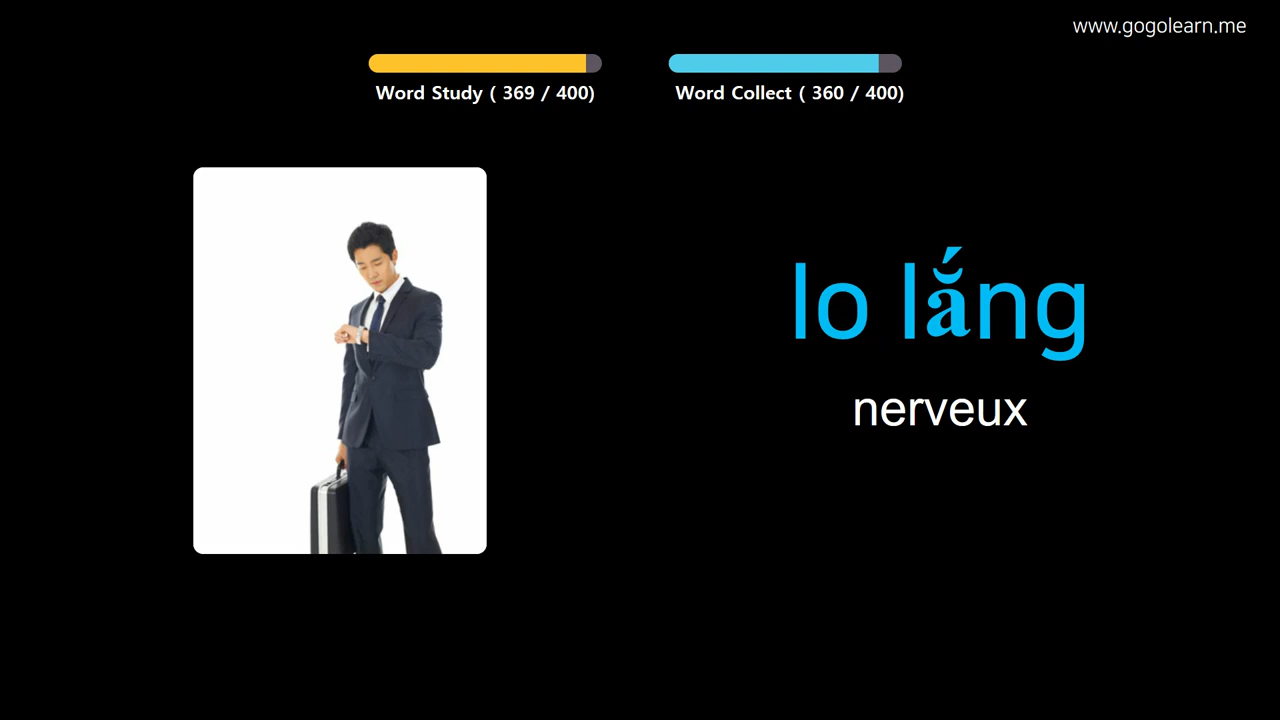 www.gogolearn.me
Word Study ( 369 / 400)
Word Collect ( 360 / 400)
lo lắng
nerveux